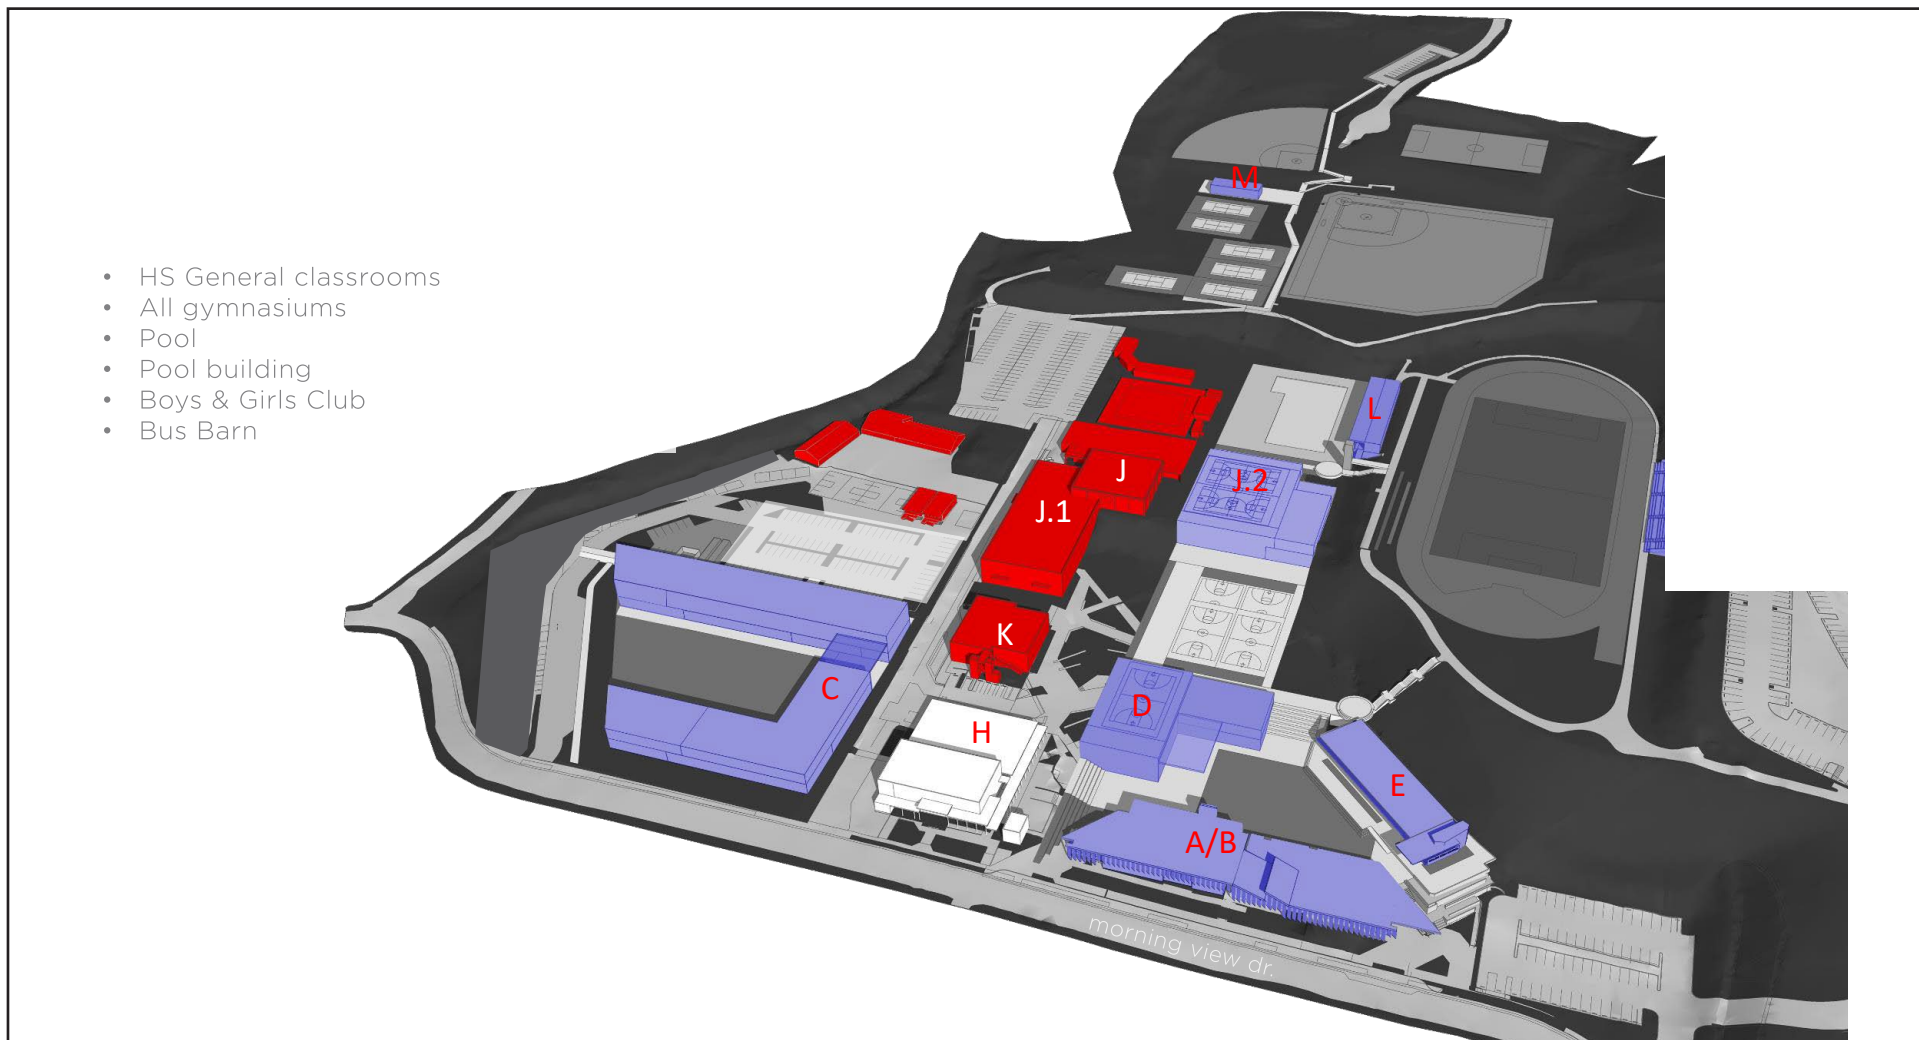 • HS General classrooms
• All gymnasiums
• Pool
• Pool building
• Boys & Girls Club
• Bus Barn
M
L
J
J.2
J.1
K
C
D
H
E
A/B
morning view dr.